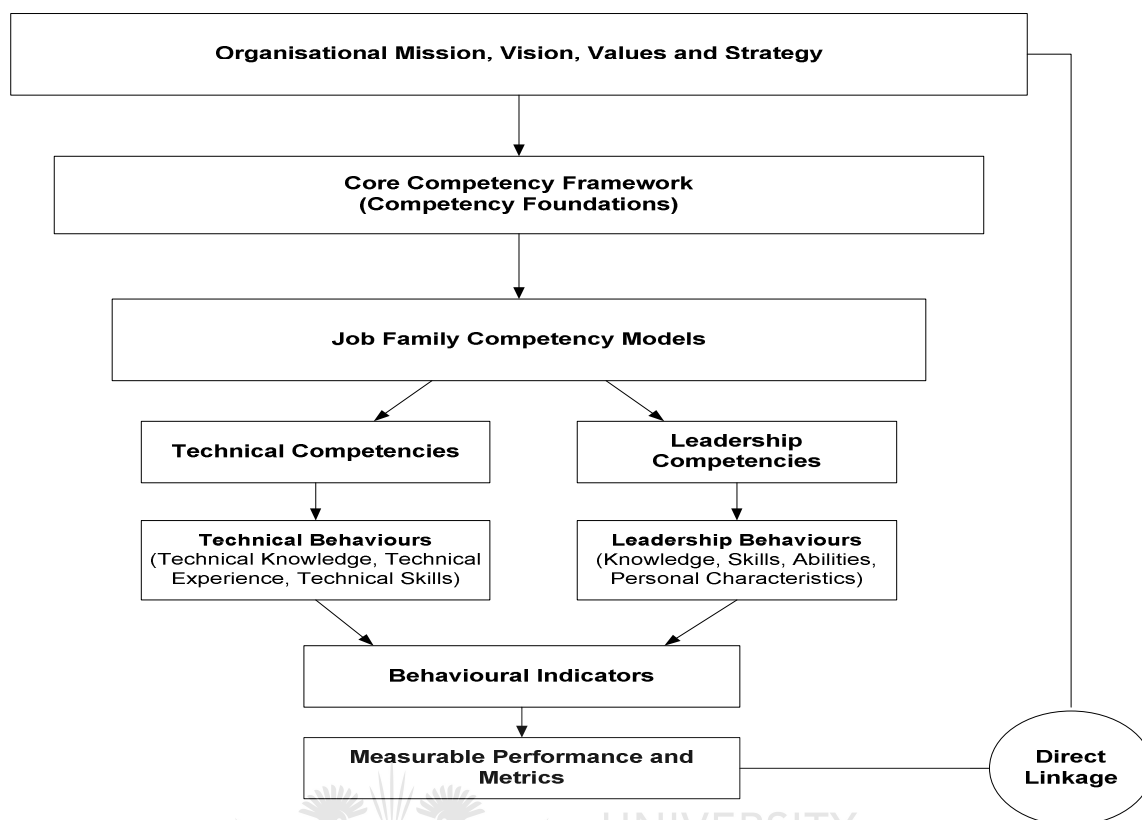 Organisational Mission, Vision, Values and Strategy
Core Competency Framework
(Competency Foundations)
Job Family Competency Models
Technical Competencies
Leadership
Competencies
Technical Behaviours
(Technical Knowledge, Technical
Experience, Technical Skills)
Leadership Behaviours
(Knowledge, Skills, Abilities,
Personal Characteristics)
Behavioural Indicators
Measurable Performance and
Metrics
Direct
Linkage
UNIVERSITY